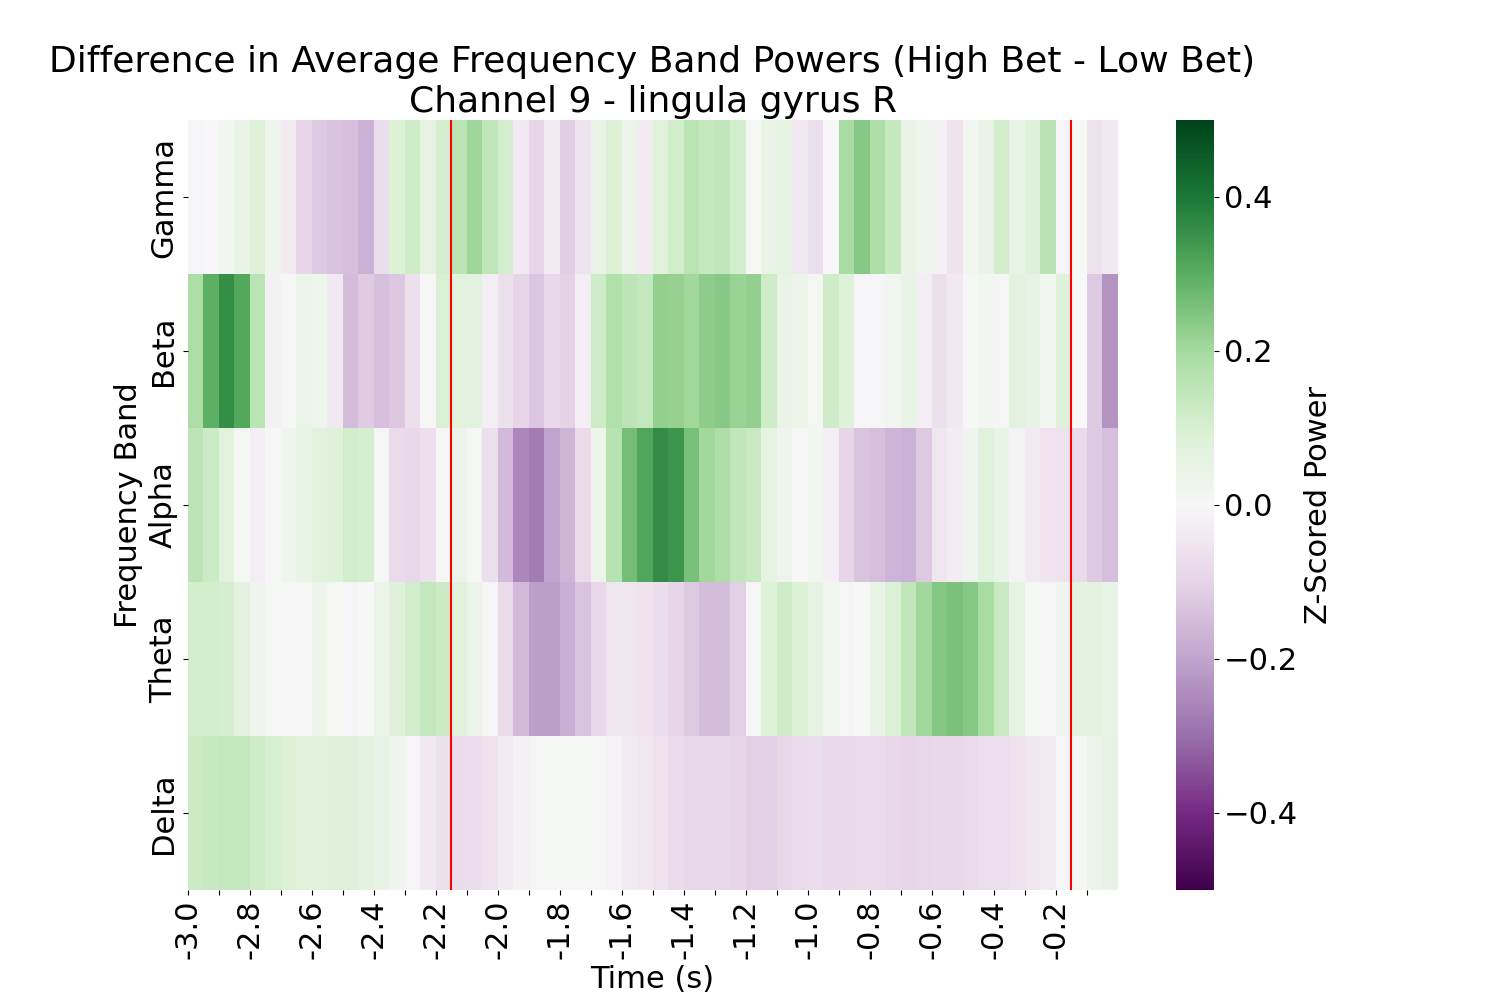 Difference in Average Frequency Band Powers (High Bet - Low Bet)
Channel 9 - lingula gyrus R
Frequency Band
Gamma
Beta
Alpha
Theta
Delta
-3.0
-2.8
-2.6
-2.4
-2.2
-2.0
-1.8
-1.6
-1.4
-1.2
-1.0
-0.8
-0.6
-0.4
-0.2
Time (s)
0.4
0.2
0.0
−0.2
−0.4
Z-Scored Power